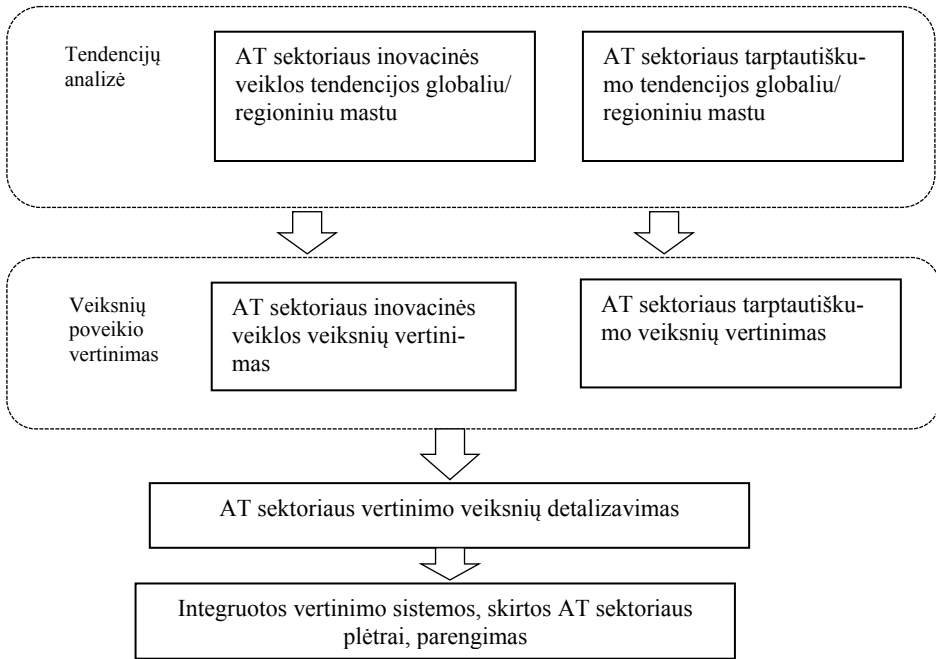 Tendencijų
analizė
AT sektoriaus inovacinės
veiklos tendencijos globaliu/
regioniniu mastu
AT sektoriaus tarptautišku-
mo tendencijos globaliu/
regioniniu mastu
Veiksnių
poveikio
vertinimas
AT sektoriaus inovacinės
veiklos veiksnių vertini-
mas
AT sektoriaus tarptautišku-
mo veiksnių vertinimas
AT sektoriaus vertinimo veiksnių detalizavimas
Integruotos vertinimo sistemos, skirtos AT sektoriaus
plėtrai, parengimas